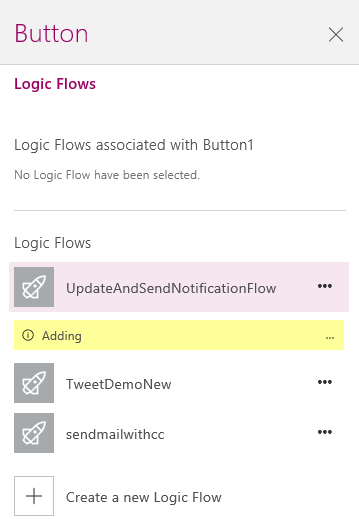 Button
Logic Flows
Logic Flows associated with Button1
No Logic Flow have been selected.
Logic Flows
UpdateAndSendNotificationFlow •••
Adding ...
TweetDemoNew •••
sendmailwithcc •••
Create a new Logic Flow